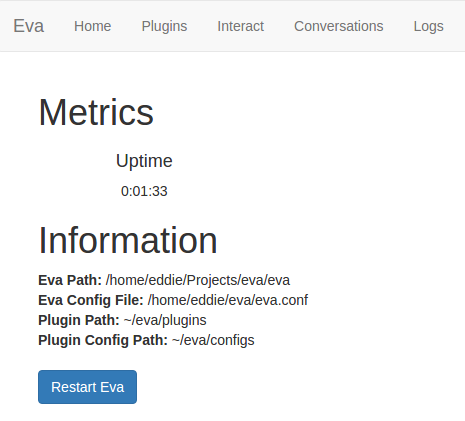 Eva Home Plugins Interact Conversations Logs
Metrics
Uptime
0:01:33
Information
Eva Path: /home/eddie/Projects/eva/eva
Eva Config File: /home/eddie/eva/eva.conf
Plugin Path: ~/eva/plugins
Plugin Config Path: ~/eva/configs
Restart Eva